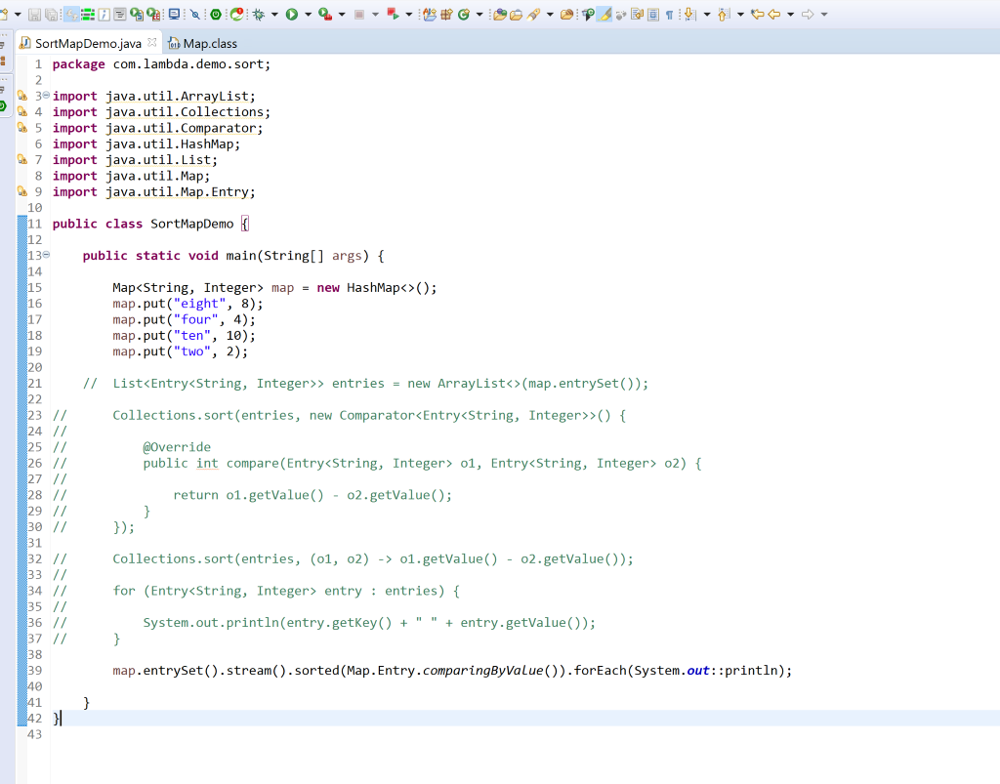 SortMapDemo.java
Map.class
1 package com.lambda.demo.sort;
2
3 import java.util.ArrayList;
4 import java.util.Collections;
5 import java.util.Comparator;
6 import java.util.HashMap;
7 import java.util.List;
8 import java.util.Map;
9 import java.util.Map.Entry;
10
11 public class SortMapDemo {
12
13     public static void main(String[] args) {
14
15         Map<String, Integer> map = new HashMap<>();
16         map.put("eight", 8);
17         map.put("four", 4);
18         map.put("ten", 10);
19         map.put("two", 2);
20
21     //  List<Entry<String, Integer>> entries = new ArrayList<>(map.entrySet());
22
23 //      Collections.sort(entries, new Comparator<Entry<String, Integer>>() {
24 //
25 //          @Override
26 //          public int compare(Entry<String, Integer> o1, Entry<String, Integer> o2) {
27 //
28 //              return o1.getValue() - o2.getValue();
29 //          }
30 //      });
31
32 //      Collections.sort(entries, (o1, o2) -> o1.getValue() - o2.getValue());
33 //
34 //      for (Entry<String, Integer> entry : entries) {
35 //
36 //          System.out.println(entry.getKey() + " " + entry.getValue());
37 //      }
38
39         map.entrySet().stream().sorted(Map.Entry.comparingByValue()).forEach(System.out::println);
40
41     }
42 }
43